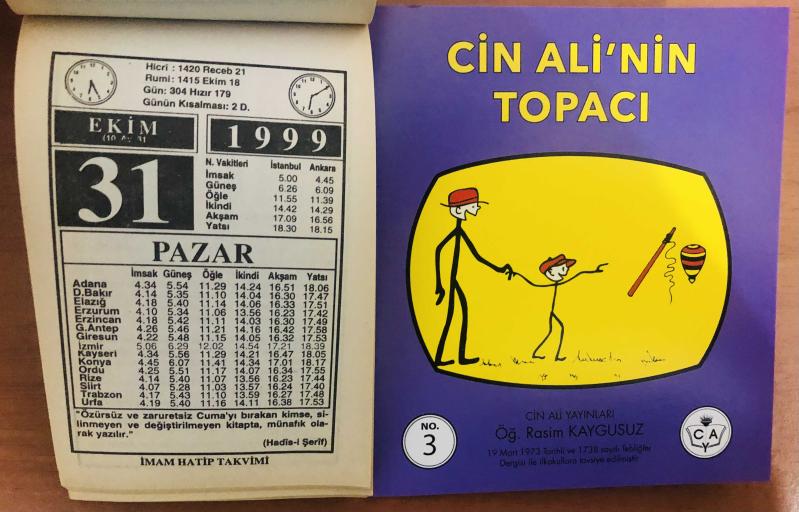 Hicrî : 1420 Receb 21
Rumi: 1415 Ekim 18
Gün: 304 Hızır 179
Günün Kısalması: 2 D.
EKİM
1999
31
N. Vakitleri İstanbul Ankara
İmsak 5.00 4.45
Güneş 6.26 6.09
Öğle 11.55 11.39
İkindi 14.42 14.29
Akşam 17.09 16.56
Yatsı 18.30 18.15
PAZAR
İmsak Güneş Öğle İkindi Akşam Yatsı
Adana 4.34 5.54 11.29 14.24 16.51 18.06
D.Bakır 4.14 5.35 11.10 14.04 16.30 17.47
Elazığ 4.18 5.40 11.14 14.06 16.33 17.51
Erzurum 4.10 5.34 11.06 13.56 16.23 17.42
Erzincan 4.18 5.42 11.11 14.03 16.30 17.49
G.Antep 4.26 5.46 11.21 14.16 16.42 17.58
Giresun 4.22 5.48 11.15 14.05 16.32 17.53
İzmir 5.06 6.29 12.02 14.54 17.21 18.39
Kayseri 4.34 5.56 11.29 14.21 16.47 18.05
Konya 4.45 6.07 11.41 14.34 17.01 18.17
Ordu 4.25 5.51 11.17 14.07 16.34 17.55
Rize 4.14 5.40 11.07 13.56 16.23 17.44
Siirt 4.07 5.28 11.03 13.57 16.24 17.40
Trabzon 4.17 5.43 11.10 13.59 16.27 17.48
Urfa 4.19 5.40 11.16 14.11 16.38 17.53
"Özürsüz ve zaruretsiz Cuma'yı bırakan kimse, si-
linmeyen ve değiştirilmeyen kitapta, münafık ola-
rak yazılır."
(Hadîs-i Şerîf)
İMAM HATİP TAKVİMİ
CİN ALİ'NİN
TOPACI
CİN ALİ YAYINLARI
Öğ. Rasim KAYGUSUZ
19 Mart 1973 Tarihli ve 1738 sayılı Tebliğler
Dergisi ile ilkokullara tavsiye edilmiştir.
NO.
3
C A
Y